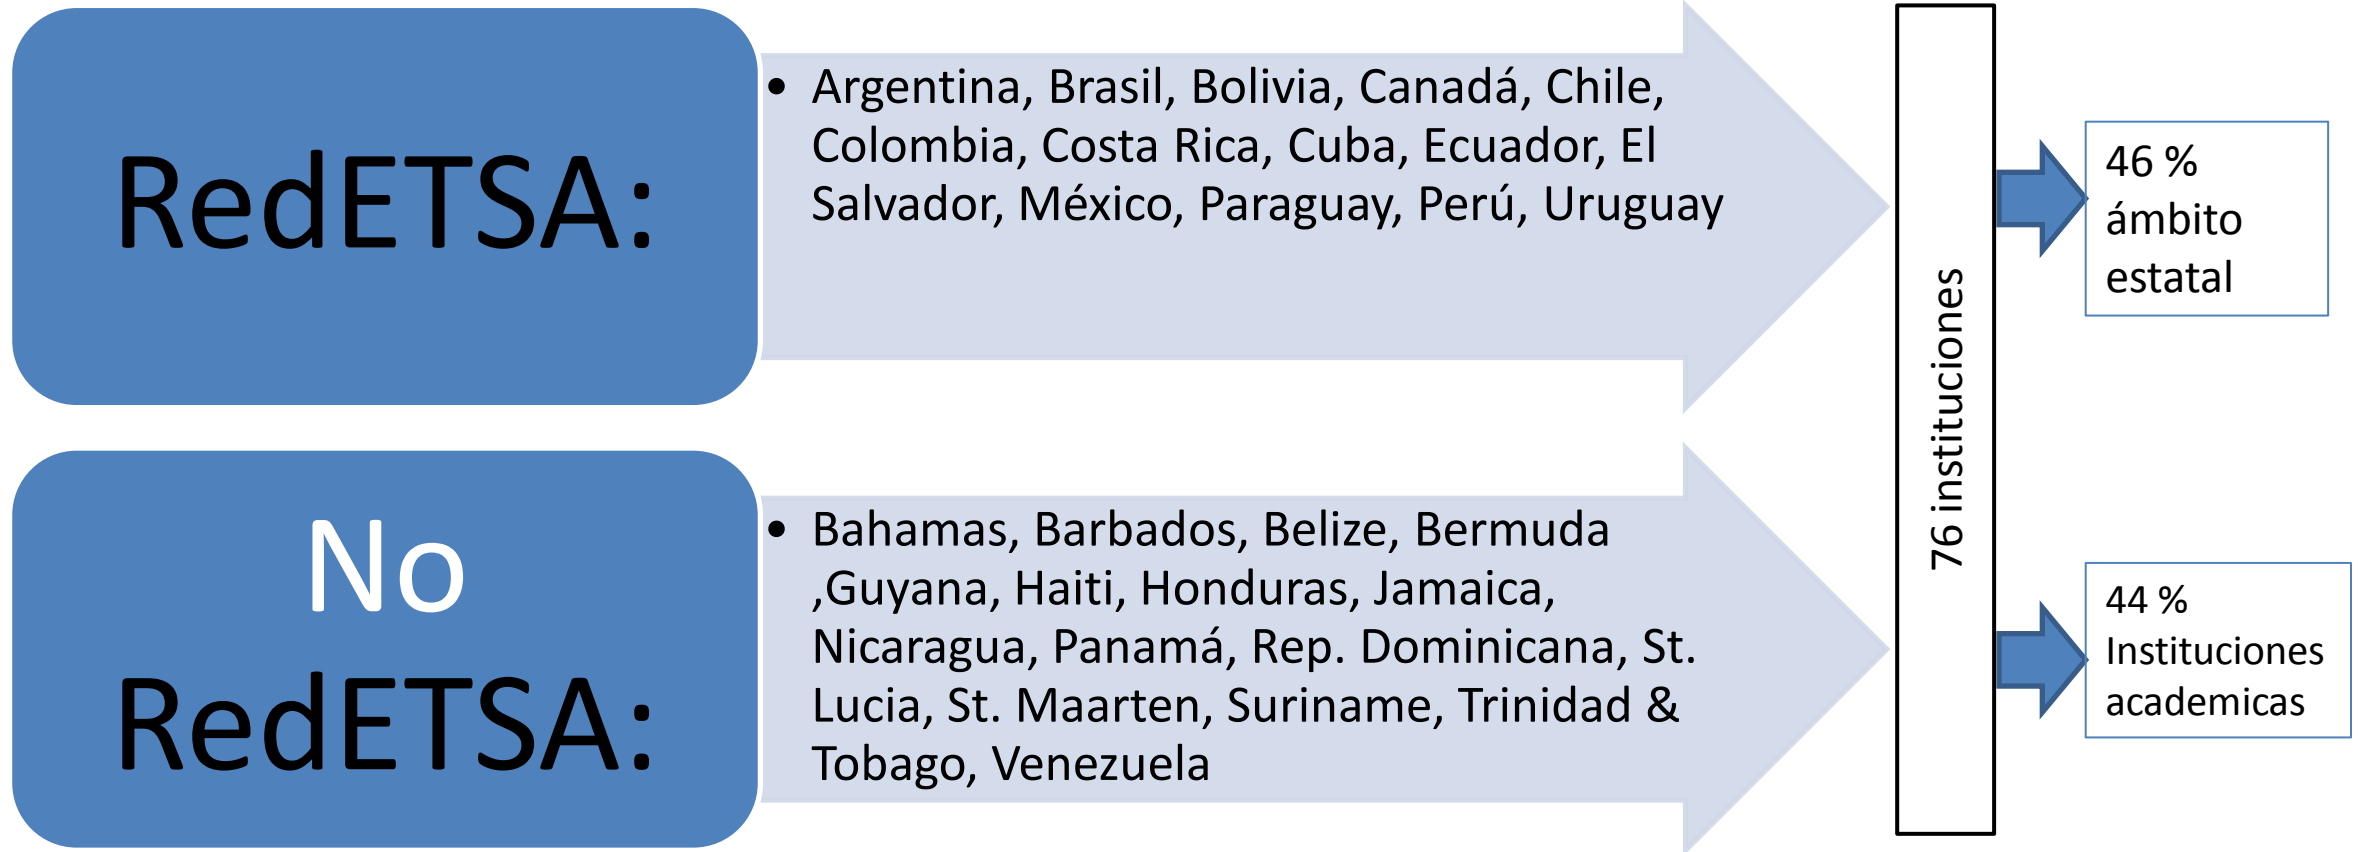 RedETSA:
• Argentina, Brasil, Bolivia, Canadá, Chile,
Colombia, Costa Rica, Cuba, Ecuador, El
Salvador, México, Paraguay, Perú, Uruguay
No
RedETSA:
• Bahamas, Barbados, Belize, Bermuda
,Guyana, Haiti, Honduras, Jamaica,
Nicaragua, Panamá, Rep. Dominicana, St.
Lucia, St. Maarten, Suriname, Trinidad &
Tobago, Venezuela
76 instituciones
46 %
ámbito
estatal
44 %
Instituciones
academicas